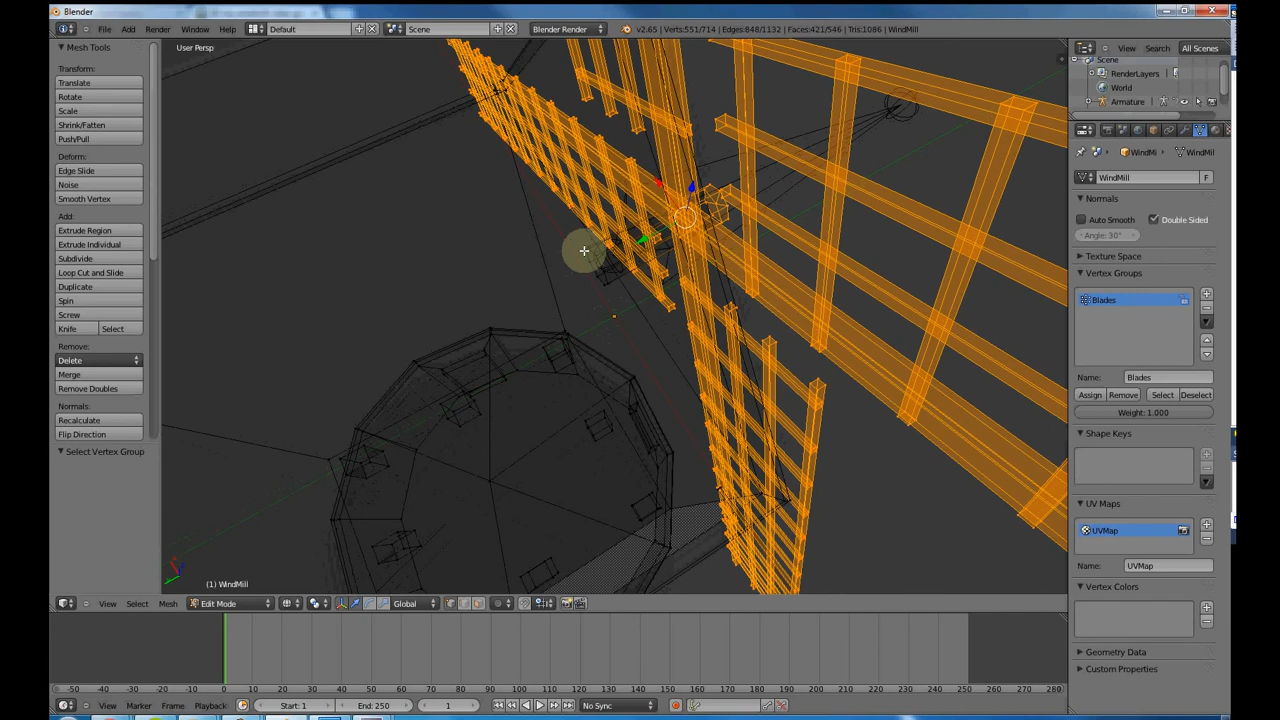 Blender
File Add Render Window Help Default Scene Blender Render v2.65 | Verts:551/714 | Edges:848/1132 | Faces:421/546 | Tris:1086 | WindMill
Mesh Tools
Transform:
Translate
Rotate
Scale
Shrink/Fatten
Push/Pull
Deform:
Edge Slide
Noise
Smooth Vertex
Add:
Extrude Region
Extrude Individual
Subdivide
Loop Cut and Slide
Duplicate
Spin
Screw
Knife Select
Remove:
Delete
Merge
Remove Doubles
Normals:
Recalculate
Flip Direction
Select Vertex Group
User Persp
(1) WindMill
View Select Mesh Edit Mode Global
View Search All Scenes
Scene
RenderLayers
World
Armature
WindMi WindMil
WindMill F
Normals
Auto Smooth Double Sided
Angle: 30°
Texture Space
Vertex Groups
Blades
Name: Blades
Assign Remove Select Deselect
Weight: 1.000
Shape Keys
UV Maps
UVMap
Name: UVMap
Vertex Colors
Geometry Data
Custom Properties
-50 -40 -30 -20 -10 0 10 20 30 40 50 60 70 80 90 100 110 120 130 140 150 160 170 180 190 200 210 220 230 240 250 260 270 280
View Marker Frame Playback Start: 1 End: 250 1 No Sync